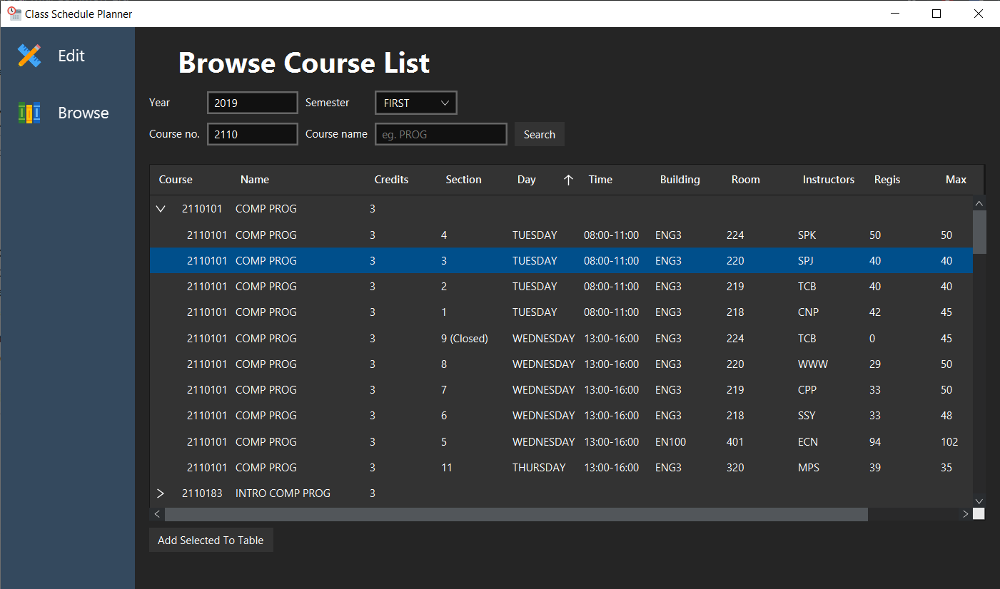 Class Schedule Planner
Edit
Browse
Browse Course List
Year 2019 Semester FIRST
Course no. 2110 Course name eg. PROG Search
Course Name Credits Section Day Time Building Room Instructors Regis Max
2110101 COMP PROG 3
2110101 COMP PROG 3 4 TUESDAY 08:00-11:00 ENG3 224 SPK 50 50
2110101 COMP PROG 3 3 TUESDAY 08:00-11:00 ENG3 220 SPJ 40 40
2110101 COMP PROG 3 2 TUESDAY 08:00-11:00 ENG3 219 TCB 40 40
2110101 COMP PROG 3 1 TUESDAY 08:00-11:00 ENG3 218 CNP 42 45
2110101 COMP PROG 3 9 (Closed) WEDNESDAY 13:00-16:00 ENG3 224 TCB 0 45
2110101 COMP PROG 3 8 WEDNESDAY 13:00-16:00 ENG3 220 WWW 29 50
2110101 COMP PROG 3 7 WEDNESDAY 13:00-16:00 ENG3 219 CPP 33 50
2110101 COMP PROG 3 6 WEDNESDAY 13:00-16:00 ENG3 218 SSY 33 48
2110101 COMP PROG 3 5 WEDNESDAY 13:00-16:00 EN100 401 ECN 94 102
2110101 COMP PROG 3 11 THURSDAY 13:00-16:00 ENG3 320 MPS 39 35
2110183 INTRO COMP PROG 3
Add Selected To Table